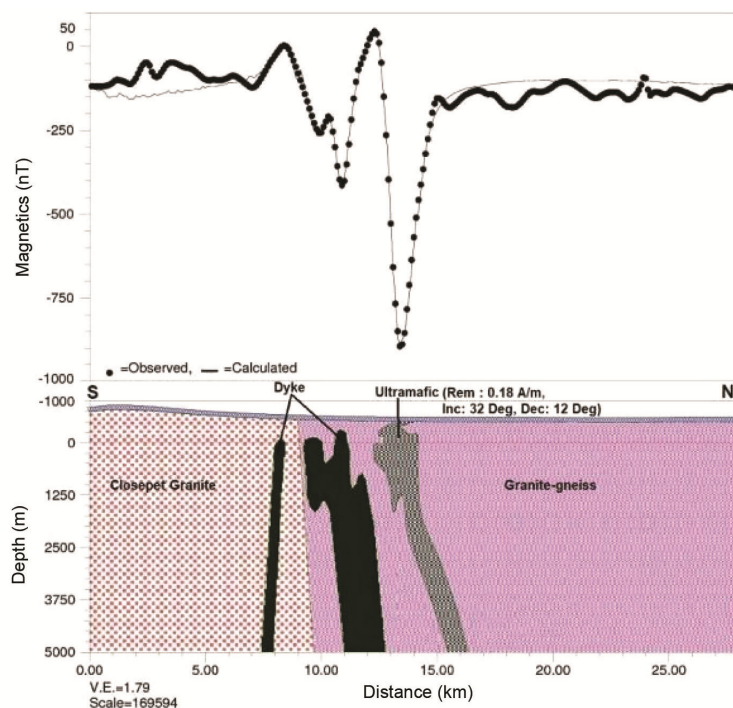 50
0
-250
-500
-750
-1000
Magnetics (nT)
=Observed, =Calculated
S
N
Dyke
Ultramafic (Rem : 0.18 A/m,
Inc: 32 Deg, Dec: 12 Deg)
-1000
0
1250
2500
3750
5000
Depth (m)
Closepet Granite
Granite-gneiss
0.00 5.00 10.00 15.00 20.00 25.00
V.E.=1.79
Scale=169594
Distance (km)